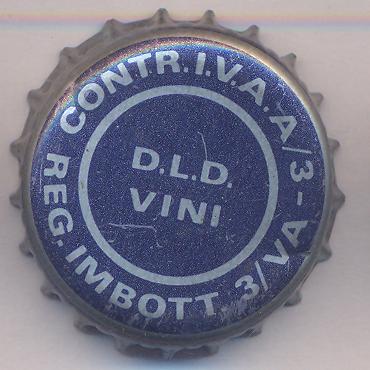 CONTR.I.V.A.A/3-
REG.IMBOTT.3/VA-
D.L.D.
VINI